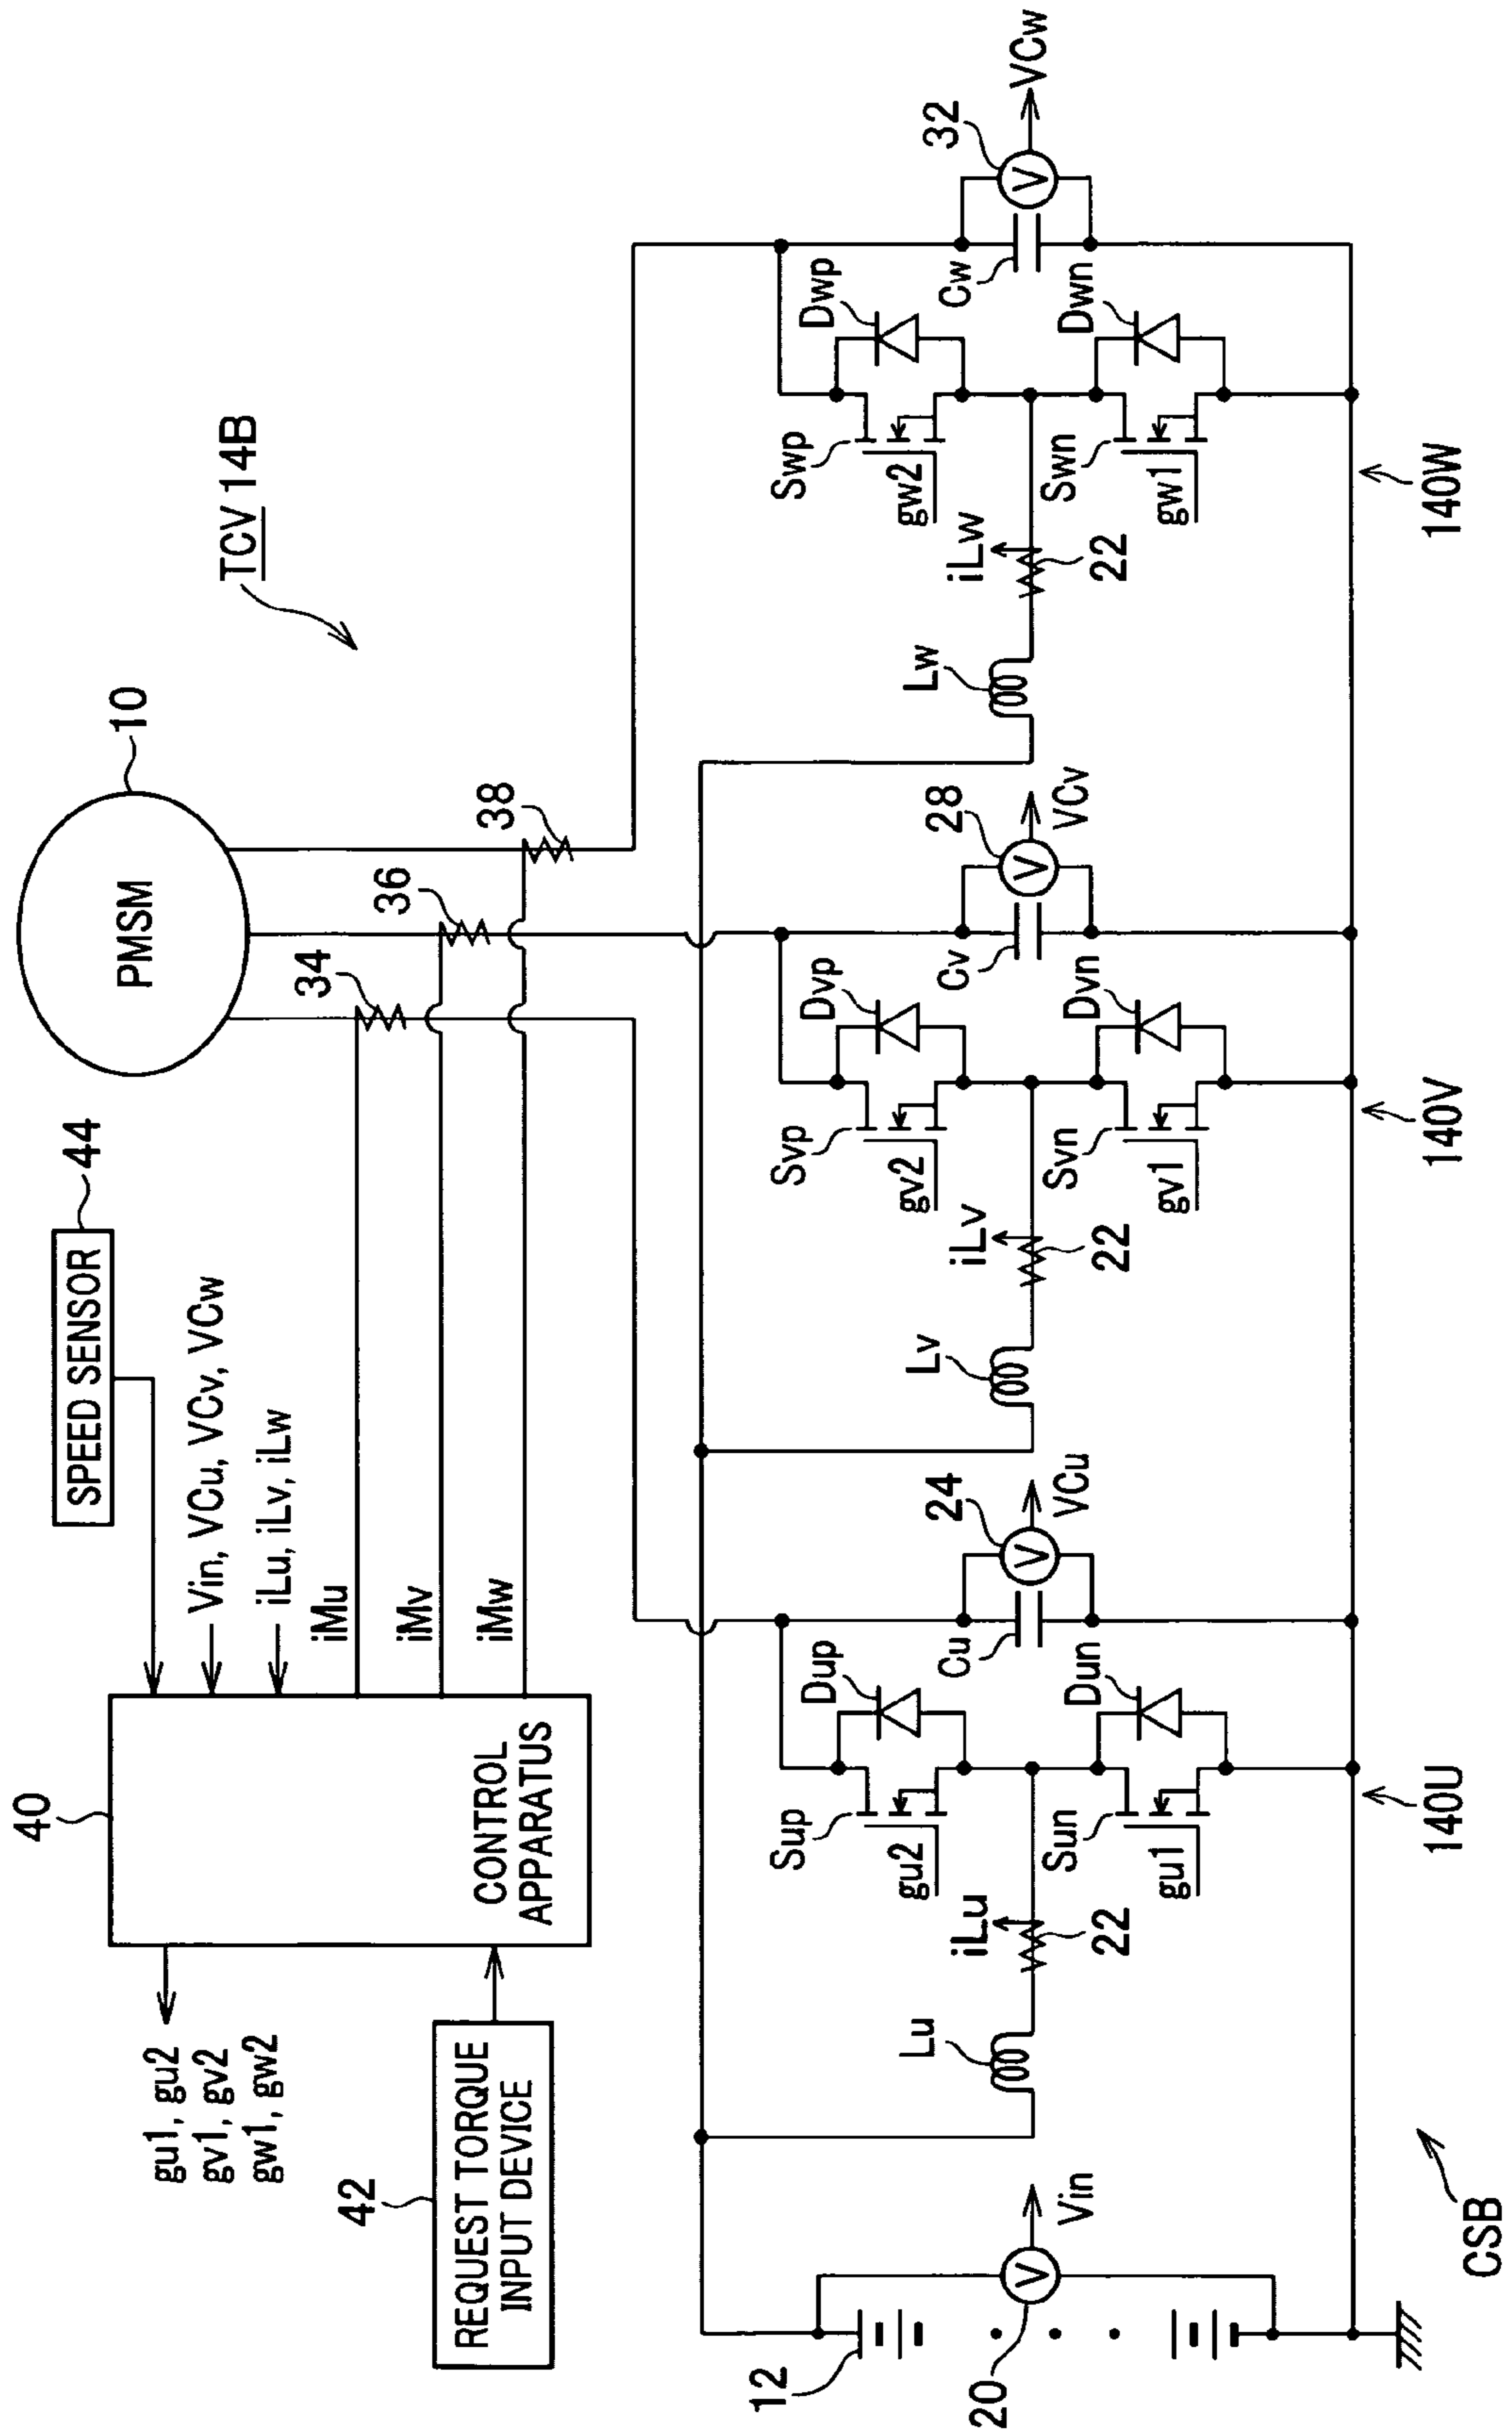 TCV 14B
10
PMSM
44
SPEED SENSOR
40
CONTROL
APPARATUS
Vin, VCu, VCv, VCw
iLu, iLv, iLw
iMu
iMv
iMw
34
36
38
gu1, gu2
gv1, gv2
gw1, gw2
42
REQUEST TORQUE
INPUT DEVICE
12
20
V
Vin
Lu
iLu
22
Sup
gu2
Dup
Sun
gu1
Dun
Cu
24
V
VCu
Lv
iLv
22
Svp
gv2
Dvp
Svn
gv1
Dvn
Cv
28
V
VCv
Lw
iLw
22
Swp
gw2
Dwp
Swn
gw1
Dwn
Cw
32
V
VCw
CSB
140U
140V
140W